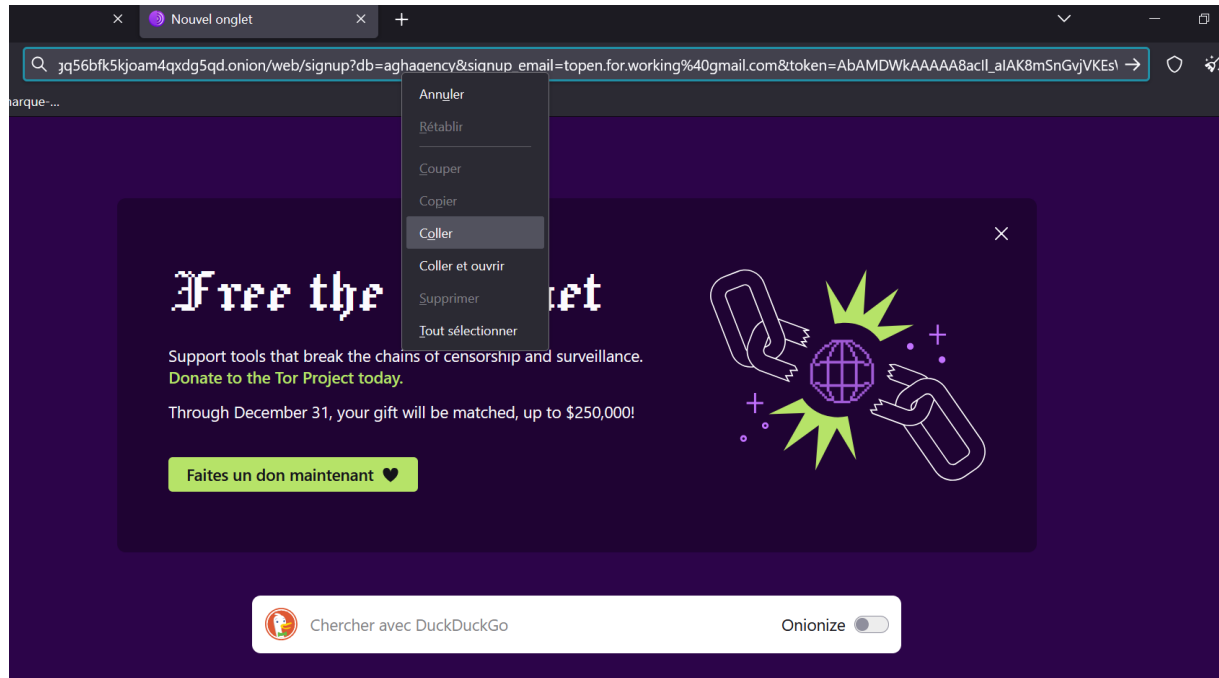 Nouvel onglet
gq56bfk5kjoam4qxdg5qd.onion/web/signup?db=aghagency&signup_email=topen.for.working%40gmail.com&token=AbAMDWkAAAAA8acIl_aIAK8mSnGvjVKEs
arque-...
Annuler
Rétablir
Couper
Copier
Coller
Coller et ouvrir
Supprimer
Tout sélectionner
Free the
et
Support tools that break the chains of censorship and surveillance.
Donate to the Tor Project today.
Through December 31, your gift will be matched, up to $250,000!
Faites un don maintenant
Chercher avec DuckDuckGo
Onionize